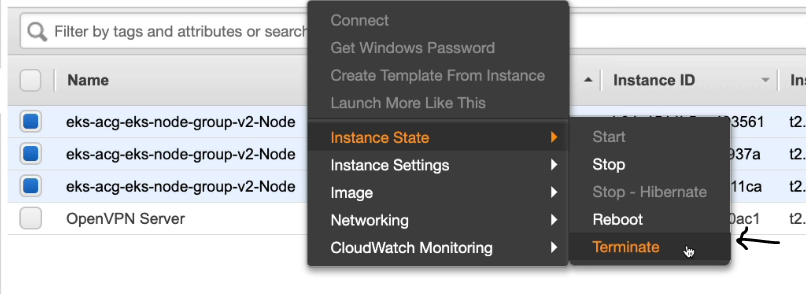 Filter by tags and attributes or search
Name
Instance ID
eks-acg-eks-node-group-v2-Node
eks-acg-eks-node-group-v2-Node
eks-acg-eks-node-group-v2-Node
OpenVPN Server
Connect
Get Windows Password
Create Template From Instance
Launch More Like This
Instance State
Instance Settings
Image
Networking
CloudWatch Monitoring
Start
Stop
Stop - Hibernate
Reboot
Terminate